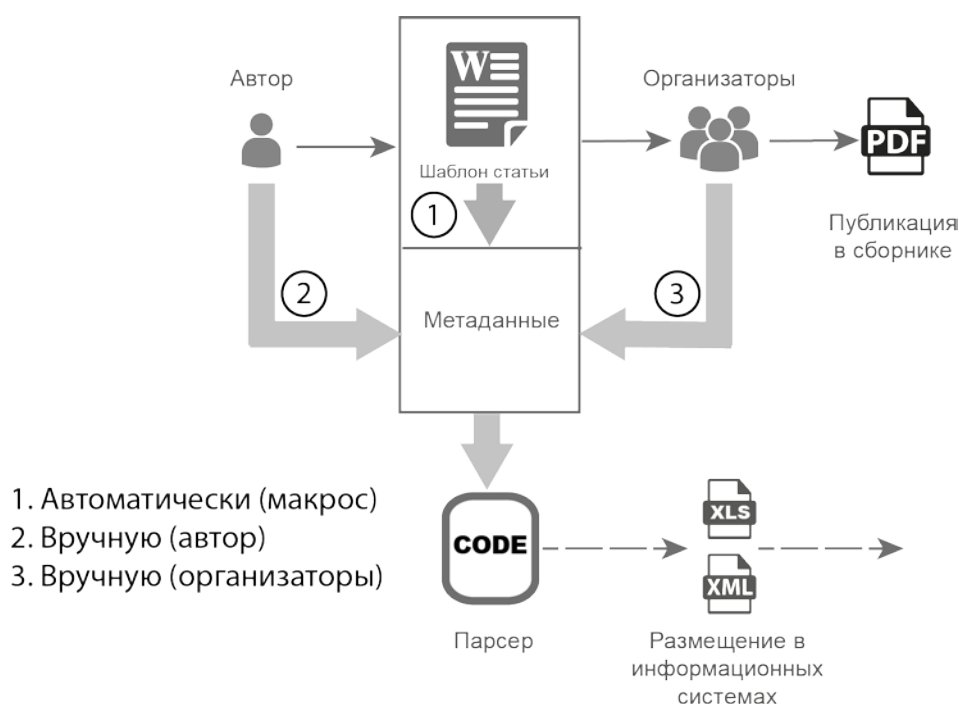 Автор
W
Организаторы
PDF
Шаблон статьи
1
Публикация
в сборнике
2
3
Метаданные
1. Автоматически (макрос)
2. Вручную (автор)
3. Вручную (организаторы)
CODE
XLS
XML
Парсер
Размещение в
информационных
системах